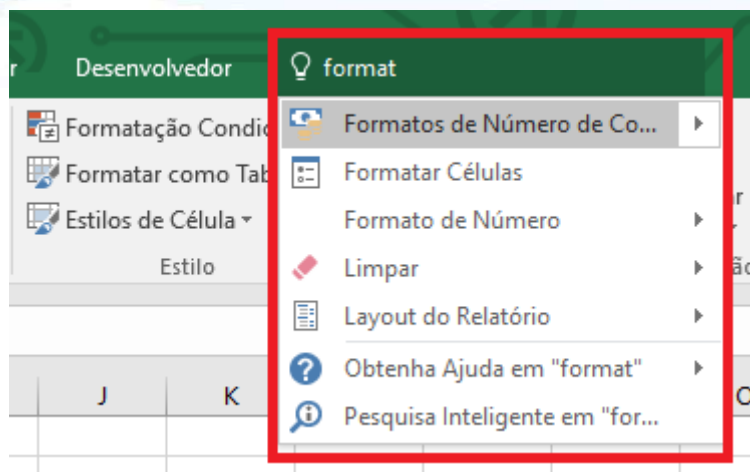 Desenvolvedor
format
Formatação Condic
Formatar como Tab
Estilos de Célula
Estilo
Formatos de Número de Co...
Formatar Células
Formato de Número
Limpar
Layout do Relatório
Obtenha Ajuda em "format"
Pesquisa Inteligente em "for...
J
K